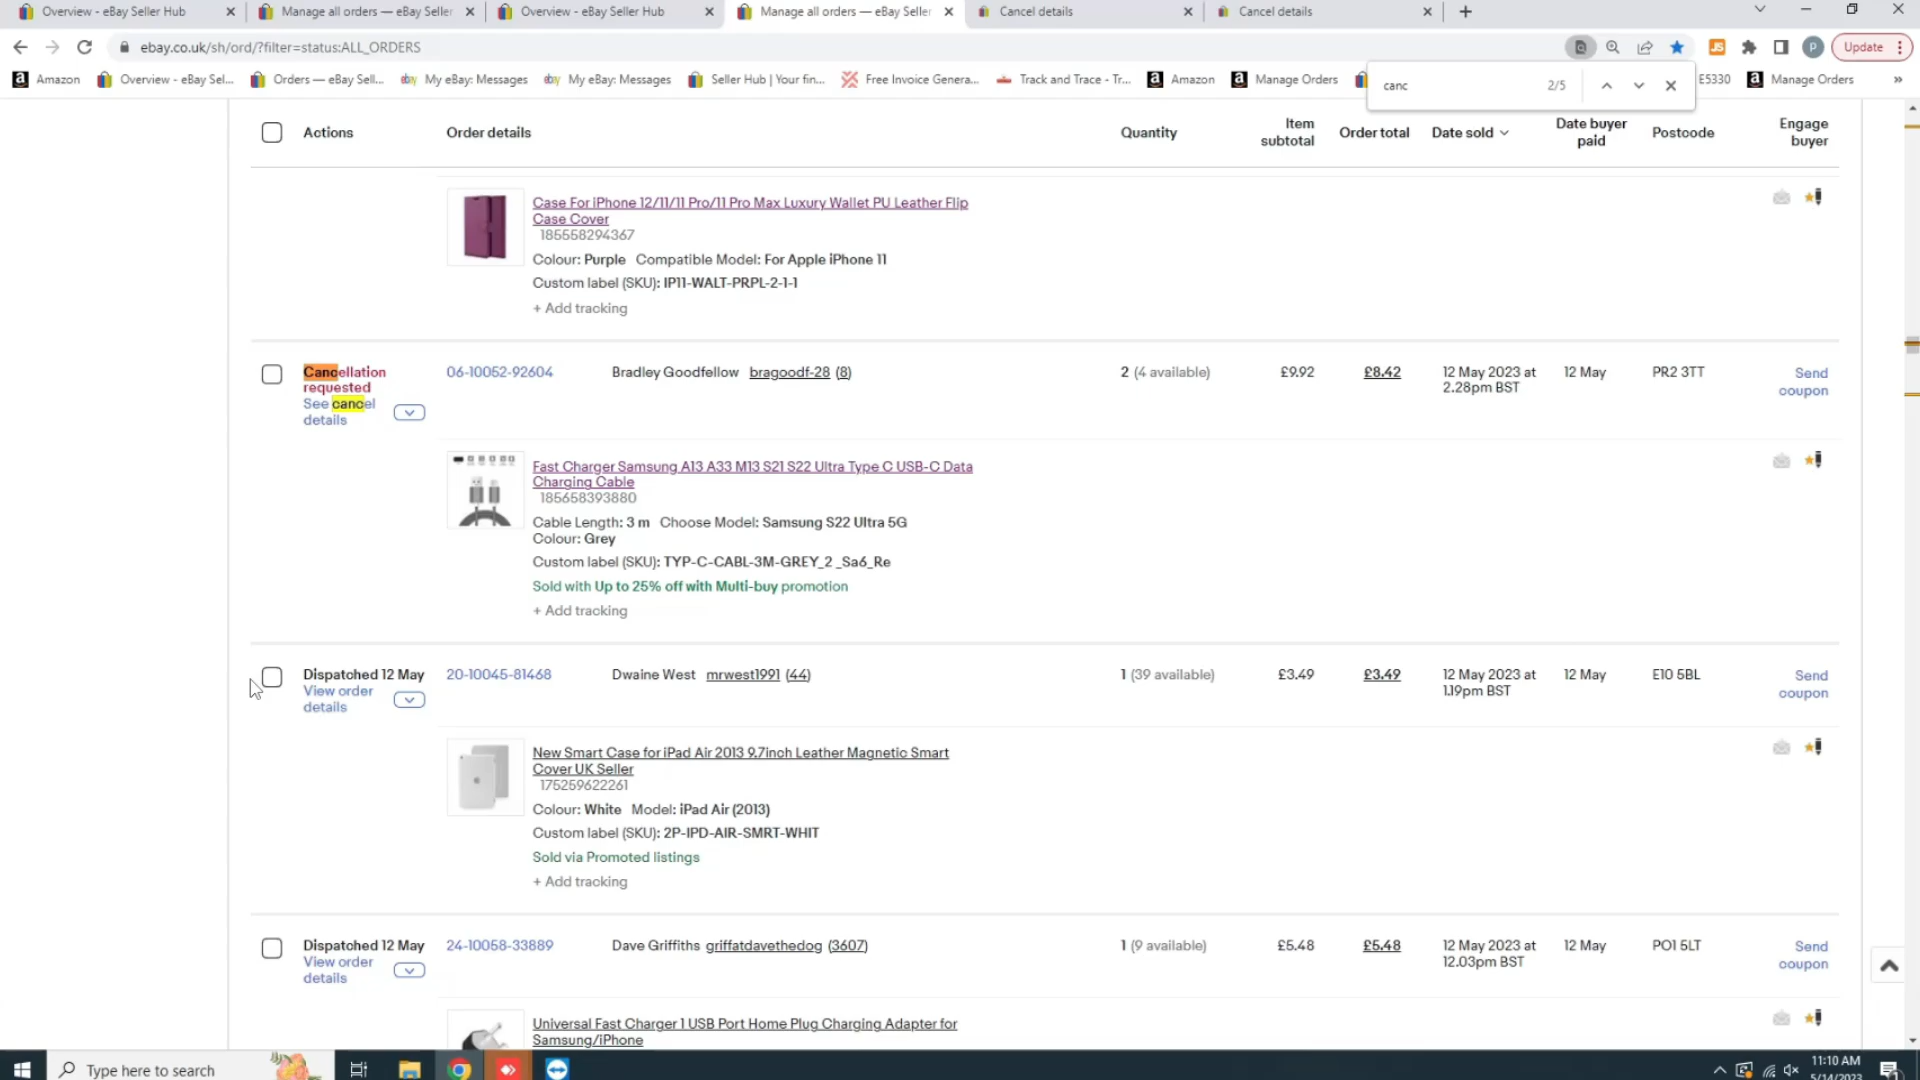 Overview - eBay Seller Hub
Manage all orders — eBay Seller
Overview - eBay Seller Hub
Manage all orders — eBay Seller
Cancel details
Cancel details
ebay.co.uk/sh/ord/?filter=status:ALL_ORDERS
JS
P
Update
Amazon
Overview - eBay Sel...
Orders — eBay Sell...
My eBay: Messages
My eBay: Messages
Seller Hub | Your fin...
Free Invoice Genera...
Track and Trace - Tr...
Amazon
Manage Orders
E5330
Manage Orders
»
canc
2/5
Actions
Order details
Quantity
Item subtotal
Order total
Date sold
Date buyer paid
Postcode
Engage buyer
Case For iPhone 12/11/11 Pro/11 Pro Max Luxury Wallet PU Leather Flip
Case Cover
185558294367
Colour: Purple Compatible Model: For Apple iPhone 11
Custom label (SKU): IP11-WALT-PRPL-2-1-1
+ Add tracking
Cancellation
requested
See cancel
details
06-10052-92604
Bradley Goodfellow bragoodf-28 (8)
2 (4 available)
£9.92
£8.42
12 May 2023 at
2.28pm BST
12 May
PR2 3TT
Send
coupon
Fast Charger Samsung A13 A33 M13 S21 S22 Ultra Type C USB-C Data
Charging Cable
185658393880
Cable Length: 3 m Choose Model: Samsung S22 Ultra 5G
Colour: Grey
Custom label (SKU): TYP-C-CABL-3M-GREY_2 _Sa6_Re
Sold with Up to 25% off with Multi-buy promotion
+ Add tracking
Dispatched 12 May
View order
details
20-10045-81468
Dwaine West mrwest1991 (44)
1 (39 available)
£3.49
£3.49
12 May 2023 at
1.19pm BST
12 May
E10 5BL
Send
coupon
New Smart Case for iPad Air 2013 9.7inch Leather Magnetic Smart
Cover UK Seller
175259622261
Colour: White Model: iPad Air (2013)
Custom label (SKU): 2P-IPD-AIR-SMRT-WHIT
Sold via Promoted listings
+ Add tracking
Dispatched 12 May
View order
details
24-10058-33889
Dave Griffiths griffatdavethedog (3607)
1 (9 available)
£5.48
£5.48
12 May 2023 at
12.03pm BST
12 May
PO1 5LT
Send
coupon
Universal Fast Charger 1 USB Port Home Plug Charging Adapter for
Samsung/iPhone
Type here to search
11:10 AM
5/14/2023